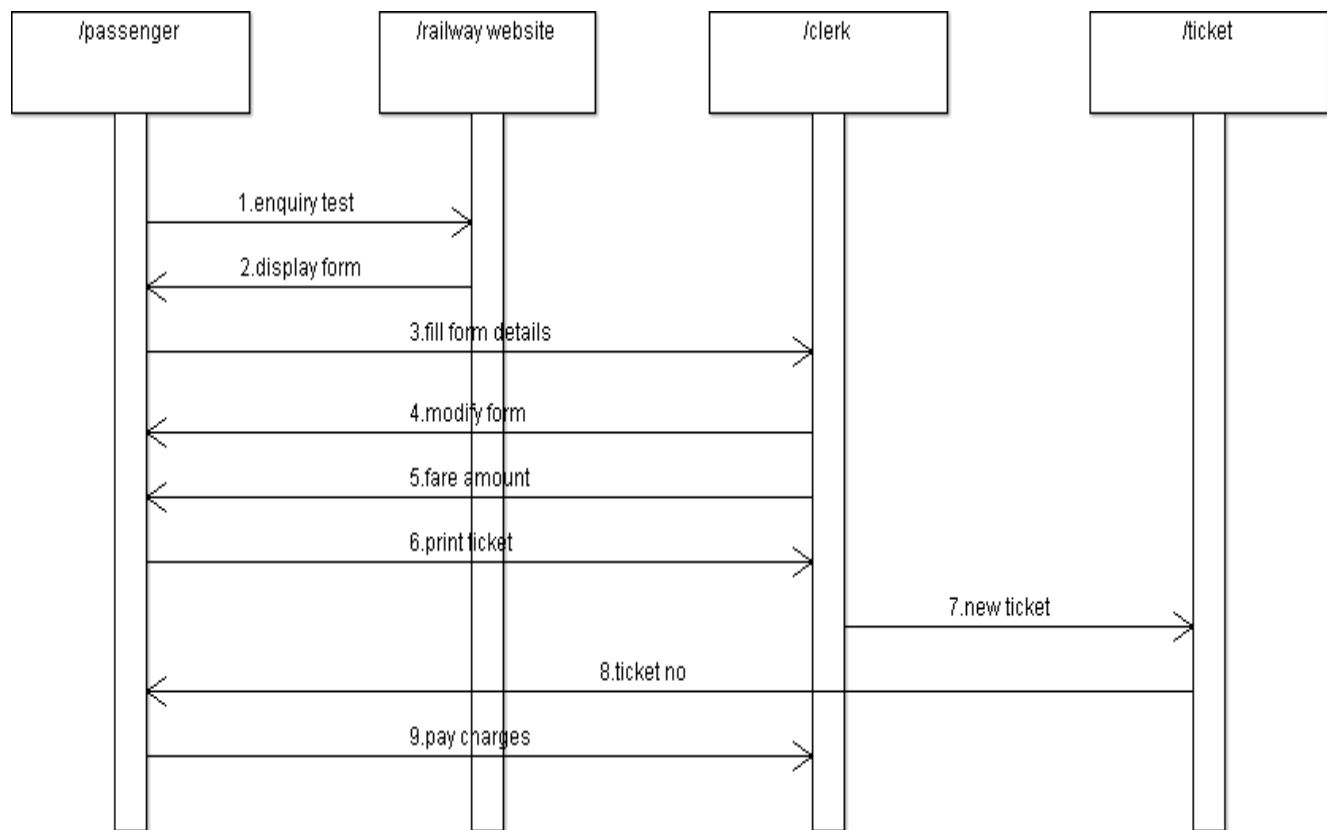 /passenger
/railway website
/clerk
/ticket
1.enquiry test
2.display form
3.fill form details
4.modify form
5.fare amount
6.print ticket
7.new ticket
8.ticket no
9.pay charges